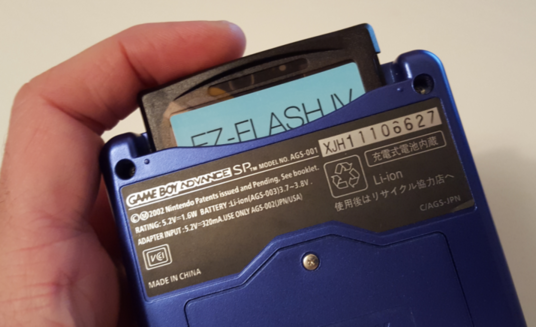 EZ-FLASH IV
GAME BOY ADVANCE SP™ MODEL NO. AGS-001
XJH11106627
©Ⓜ2002 Nintendo Patents issued and Pending, See booklet.
RATING: 5.2V⎓1.6W BATTERY :Li-ion(AGS-003)3.7⎓3.8V .
ADAPTER INPUT : 5.2V⎓320mA.USE ONLY AGS-002(JPN/USA)
充電式電池内蔵
Li-ion
使用後はリサイクル協力店へ
MADE IN CHINA
C/AGS-JPN